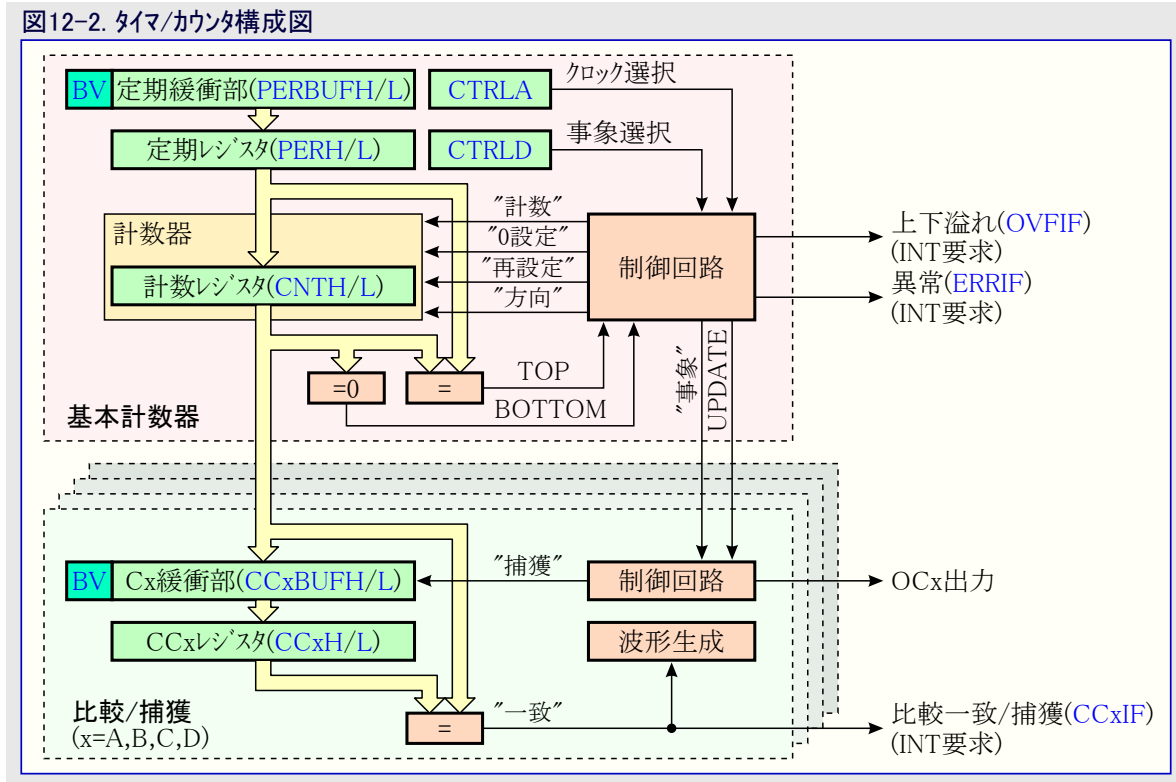 図12-2. タイマ/カウンタ構成図
BV 定期緩衝部(PERBUFH/L)
CTRLA
クロック選択
定期レジスタ(PERH/L)
CTRLD
事象選択
計数器
計数レジスタ(CNTH/L)
"計数"
"0設定"
"再設定"
"方向"
制御回路
上下溢れ(OVFIF)
(INT要求)
異常(ERRIF)
(INT要求)
=0
=
TOP
BOTTOM
"事象"
UPDATE
基本計数器
BV Cx緩衝部(CCxBUFH/L)
"捕獲"
制御回路
OCx出力
CCxレジスタ(CCxH/L)
波形生成
比較/捕獲
(x=A,B,C,D)
=
"一致"
比較一致/捕獲(CCxIF)
(INT要求)